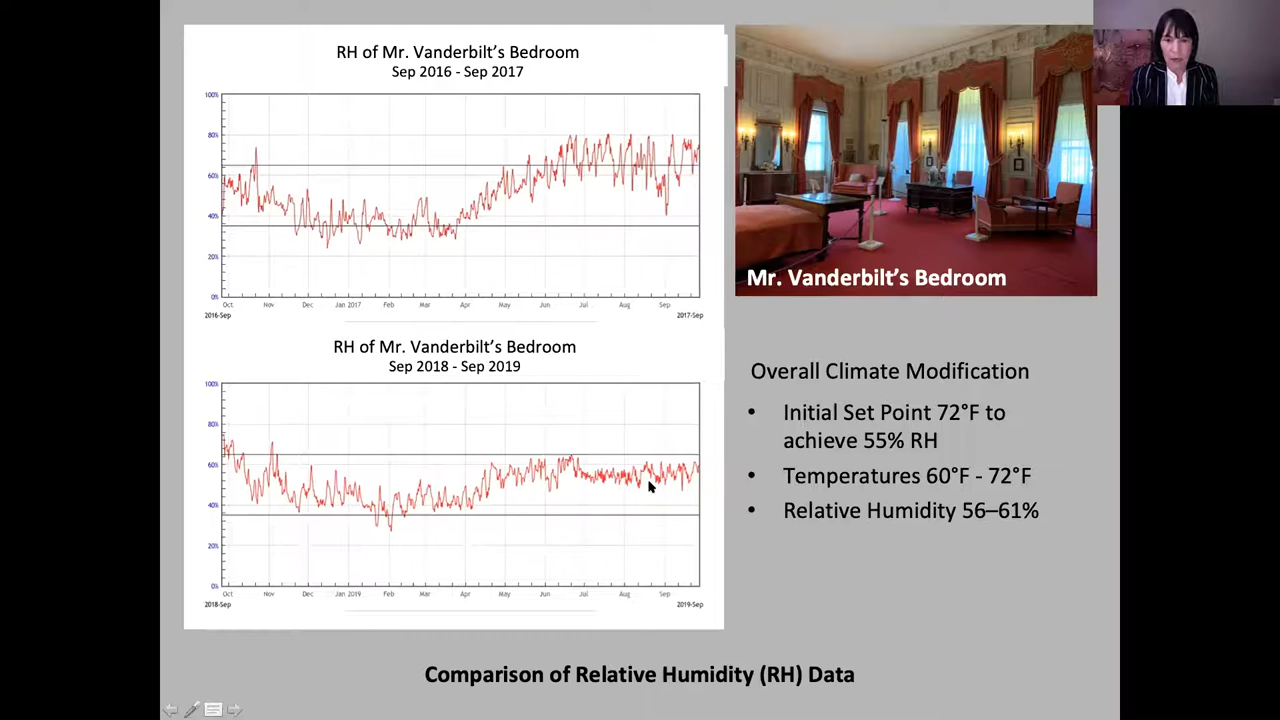 RH of Mr. Vanderbilt's Bedroom
Sep 2016 - Sep 2017
100%
80%
60%
40%
20%
0%
Oct Nov Dec Jan 2017 Feb Mar Apr May Jun Jul Aug Sep
2016-Sep 2017-Sep
RH of Mr. Vanderbilt's Bedroom
Sep 2018 - Sep 2019
100%
80%
60%
40%
20%
0%
Oct Nov Dec Jan 2019 Feb Mar Apr May Jun Jul Aug Sep
2018-Sep 2019-Sep
Mr. Vanderbilt's Bedroom
Overall Climate Modification
• Initial Set Point 72°F to
achieve 55% RH
• Temperatures 60°F - 72°F
• Relative Humidity 56–61%
Comparison of Relative Humidity (RH) Data